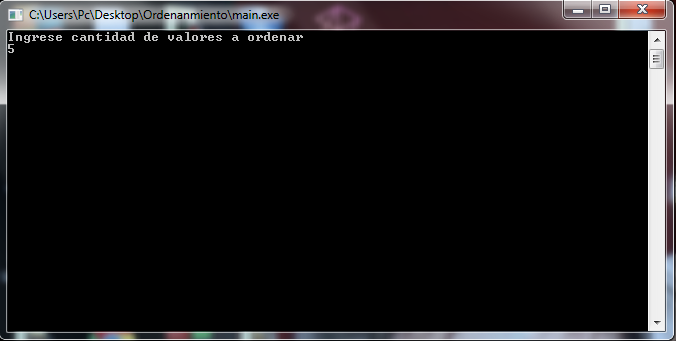 C:\Users\Pc\Desktop\Ordenanmiento\main.exe
Ingrese cantidad de valores a ordenar
5